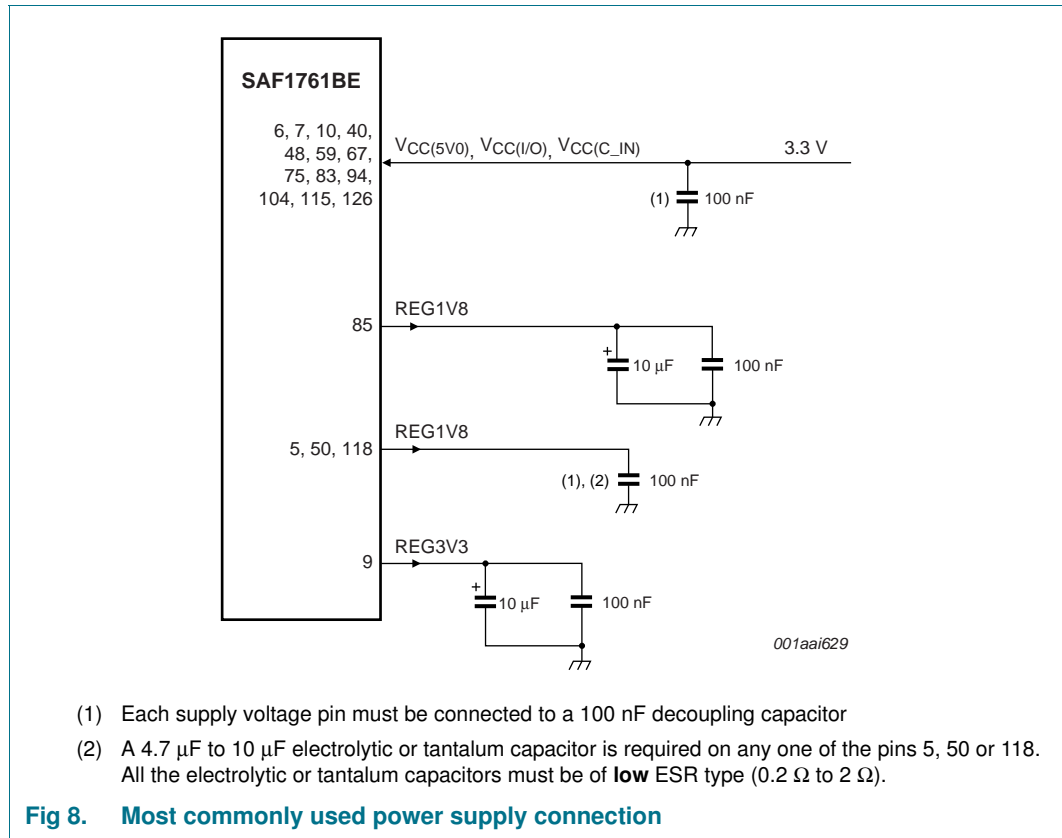 SAF1761BE
6, 7, 10, 40,
48, 59, 67,
75, 83, 94,
104, 115, 126
VCC(5V0), VCC(I/O), VCC(C_IN)
3.3 V
(1)
100 nF
85
REG1V8
+
10 μF
100 nF
5, 50, 118
REG1V8
(1), (2)
100 nF
9
REG3V3
+
10 μF
100 nF
001aai629
(1) Each supply voltage pin must be connected to a 100 nF decoupling capacitor
(2) A 4.7 μF to 10 μF electrolytic or tantalum capacitor is required on any one of the pins 5, 50 or 118.
All the electrolytic or tantalum capacitors must be of low ESR type (0.2 Ω to 2 Ω).
Fig 8. Most commonly used power supply connection